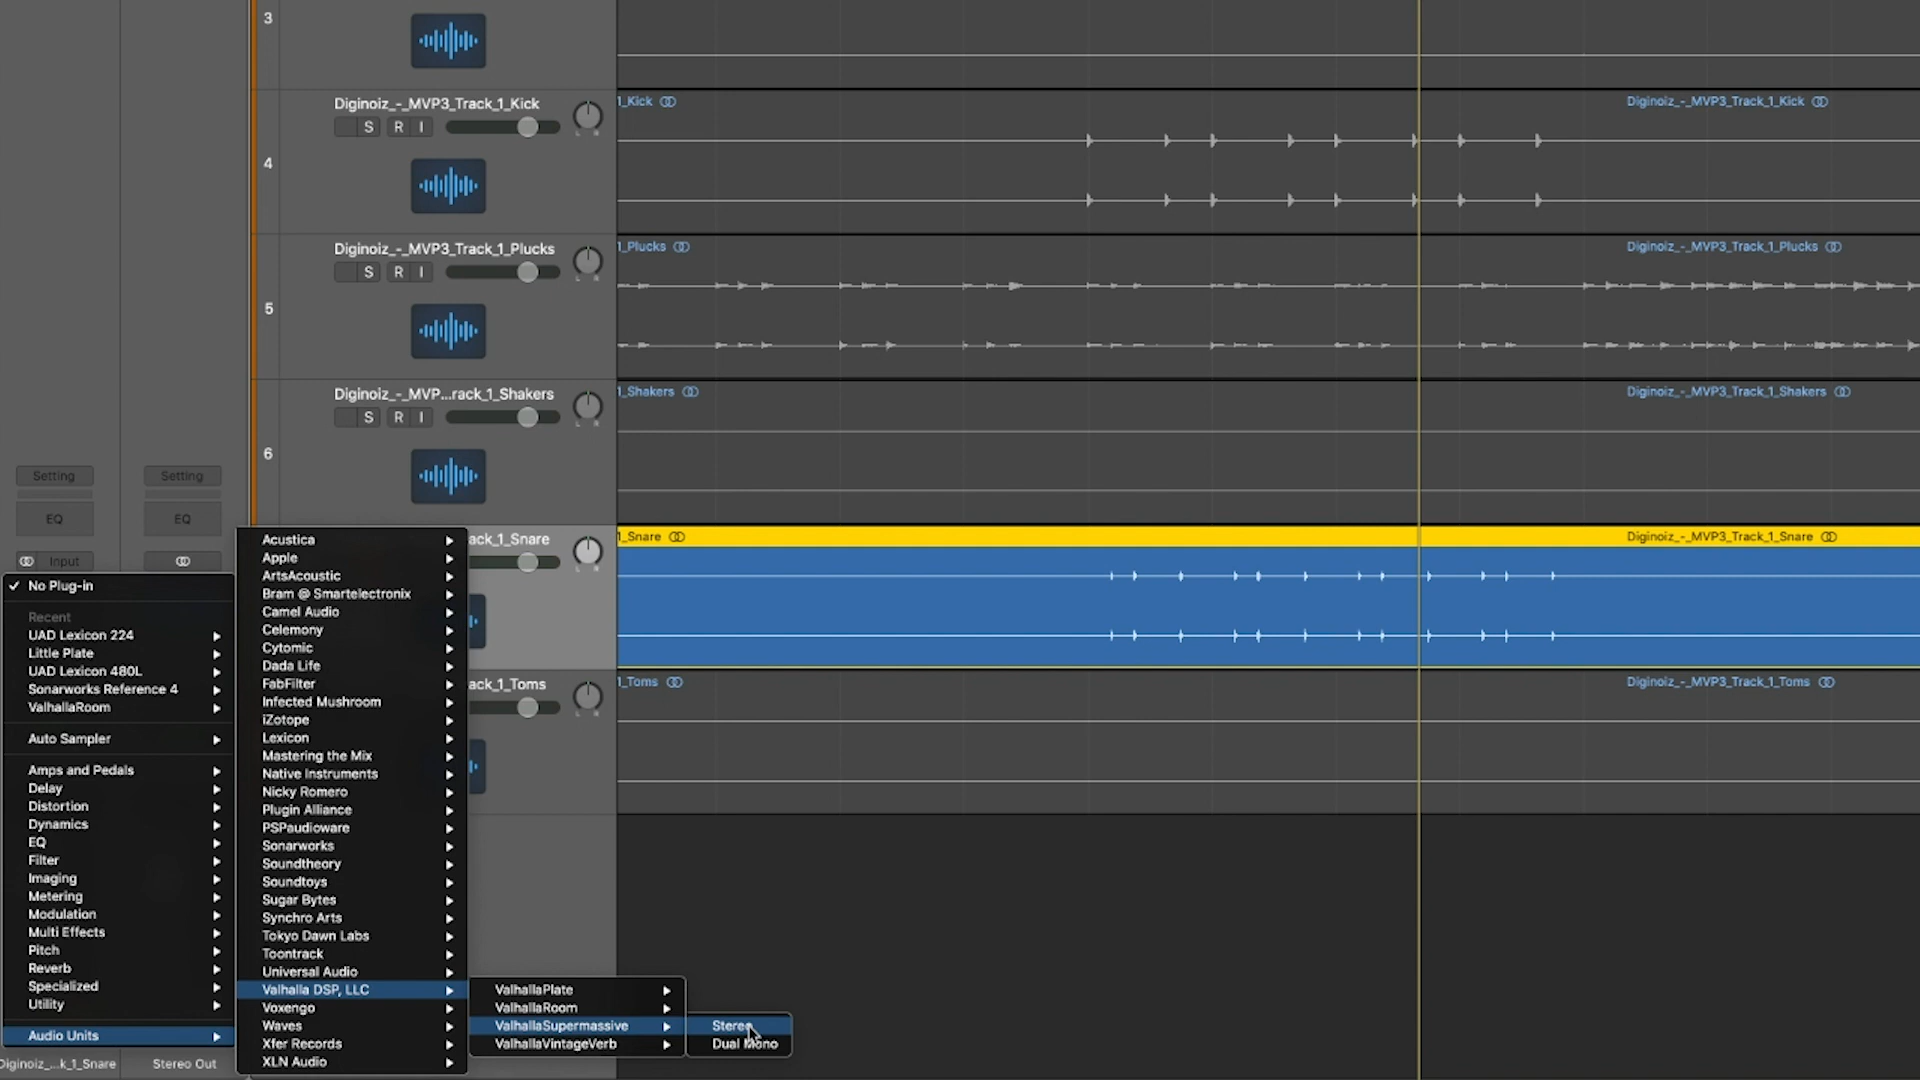 3
Diginoiz_-_MVP3_Track_1_Kick
S R I
L R
4
1_Kick
Diginoiz_-_MVP3_Track_1_Kick
Diginoiz_-_MVP3_Track_1_Plucks
S R I
L R
5
1_Plucks
Diginoiz_-_MVP3_Track_1_Plucks
Diginoiz_-_MVP...rack_1_Shakers
S R I
L R
6
1_Shakers
Diginoiz_-_MVP3_Track_1_Shakers
Setting
Setting
EQ
EQ
Input
ack_1_Snare
1_Snare
Diginoiz_-_MVP3_Track_1_Snare
ack_1_Toms
1_Toms
Diginoiz_-_MVP3_Track_1_Toms
No Plug-in
Recent
UAD Lexicon 224
Little Plate
UAD Lexicon 480L
Sonarworks Reference 4
ValhallaRoom
Auto Sampler
Amps and Pedals
Delay
Distortion
Dynamics
EQ
Filter
Imaging
Metering
Modulation
Multi Effects
Pitch
Reverb
Specialized
Utility
Audio Units
Acustica
Apple
ArtsAcoustic
Bram @ Smartelectronix
Camel Audio
Celemony
Cytomic
Dada Life
FabFilter
Infected Mushroom
iZotope
Lexicon
Mastering the Mix
Native Instruments
Nicky Romero
Plugin Alliance
PSPaudioware
Sonarworks
Soundtheory
Soundtoys
Sugar Bytes
Synchro Arts
Tokyo Dawn Labs
Toontrack
Universal Audio
Valhalla DSP, LLC
Voxengo
Waves
Xfer Records
XLN Audio
ValhallaPlate
ValhallaRoom
ValhallaSupermassive
ValhallaVintageVerb
Stereo
Dual Mono
Diginoiz_...k_1_Snare
Stereo Out